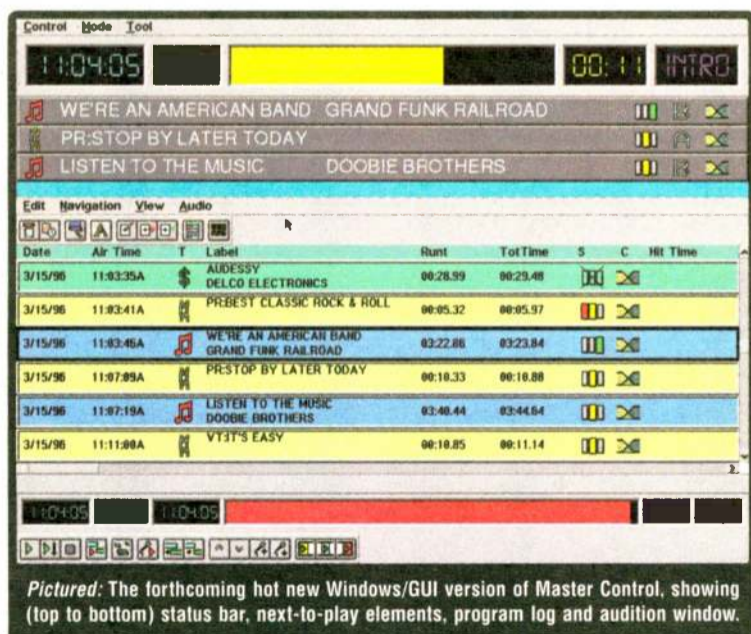 Control Mode Tool
11:04:05 00:11 INTRO
WE'RE AN AMERICAN BAND GRAND FUNK RAILROAD
PR:STOP BY LATER TODAY
LISTEN TO THE MUSIC DOOBIE BROTHERS
Edit Navigation View Audio
A
Date Air Time T Label Runt TotTime S C Hit Time
3/15/96 11:03:35A $ AUDESSY 00:28.99 00:29.48
DELCO ELECTRONICS
3/15/96 11:03:41A PR:BEST CLASSIC ROCK & ROLL 00:05.32 00:05.97
3/15/96 11:03:46A WE'RE AN AMERICAN BAND 03:22.86 03:23.84
GRAND FUNK RAILROAD
3/15/96 11:07:09A PR:STOP BY LATER TODAY 00:10.33 00:10.88
3/15/96 11:07:19A LISTEN TO THE MUSIC 03:40.44 03:44.64
DOOBIE BROTHERS
3/15/96 11:11:00A VT:IT'S EASY 00:10.85 00:11.14
11:04:05 11:04:05
Pictured: The forthcoming hot new Windows/GUI version of Master Control, showing
(top to bottom) status bar, next-to-play elements, program log and audition window.